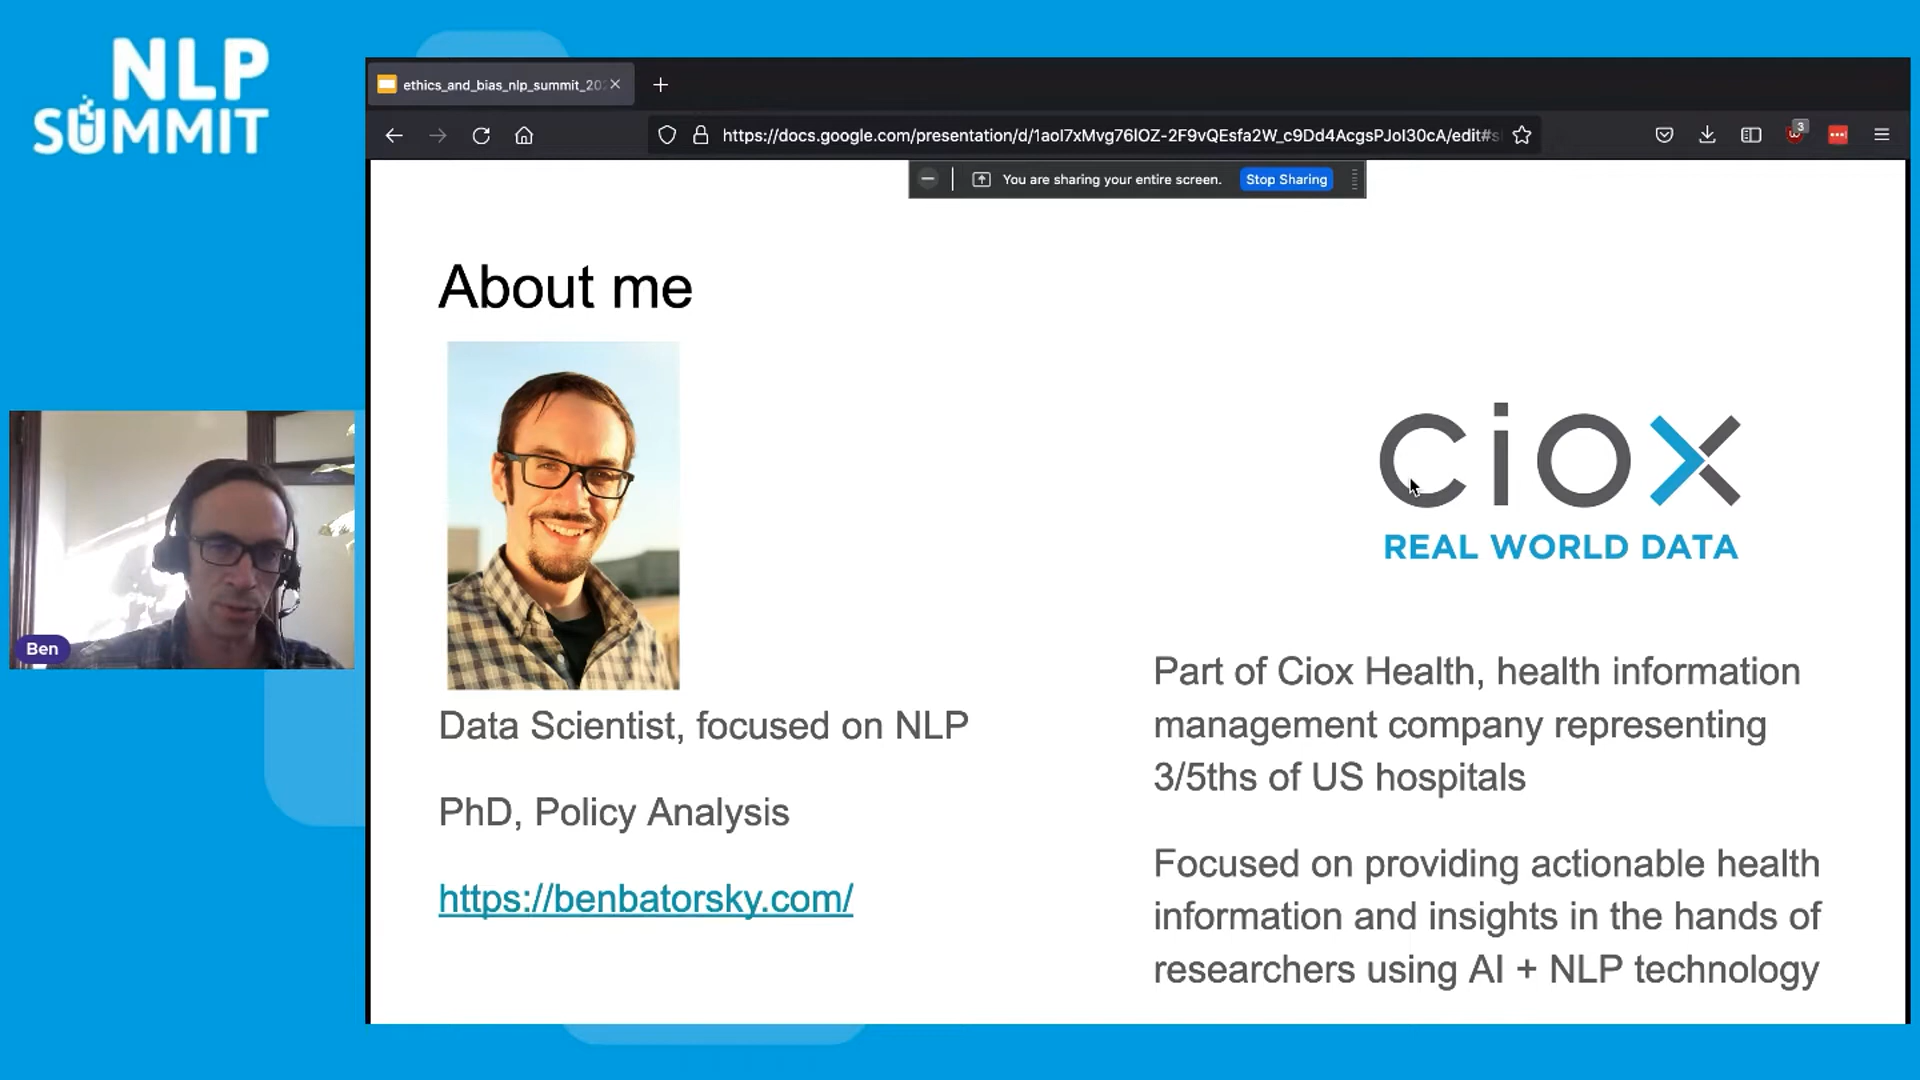 NLP
SUMMIT
ethics_and_bias_nlp_summit_20
https://docs.google.com/presentation/d/1aoI7xMvg76lOZ-2F9vQEsfa2W_c9Dd4AcgsPJoI30cA/edit#s
3
You are sharing your entire screen.
Stop Sharing
About me
Data Scientist, focused on NLP
PhD, Policy Analysis
https://benbatorsky.com/
ciox
REAL WORLD DATA
Part of Ciox Health, health information
management company representing
3/5ths of US hospitals
Focused on providing actionable health
information and insights in the hands of
researchers using AI + NLP technology
Ben